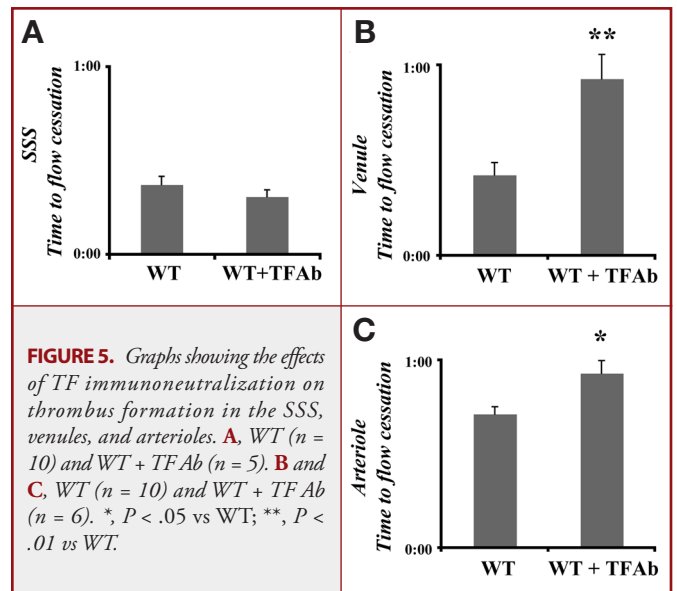 A
SSS
Time to flow cessation
1:00
0:00
WT WT+TFAb
B
**
Venule
Time to flow cessation
1:00
0:00
WT WT + TFAb
FIGURE 5. Graphs showing the effects
of TF immunoneutralization on
thrombus formation in the SSS,
venules, and arterioles. A, WT (n =
10) and WT + TF Ab (n = 5). B and
C, WT (n = 10) and WT + TF Ab
(n = 6). *, P < .05 vs WT; **, P <
.01 vs WT.
C
*
Arteriole
Time to flow cessation
1:00
0:00
WT WT + TFAb